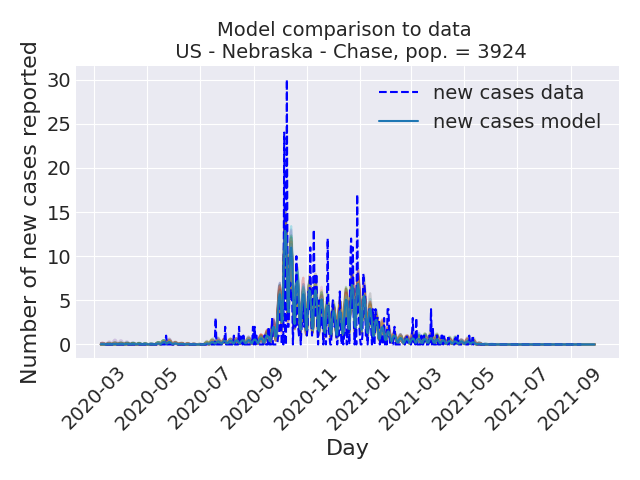 Model comparison to data
US - Nebraska - Chase, pop. = 3924
Number of new cases reported
30
25
20
15
10
5
0
new cases data
new cases model
2020-03
2020-05
2020-07
2020-09
2020-11
2021-01
2021-03
2021-05
2021-07
2021-09
Day